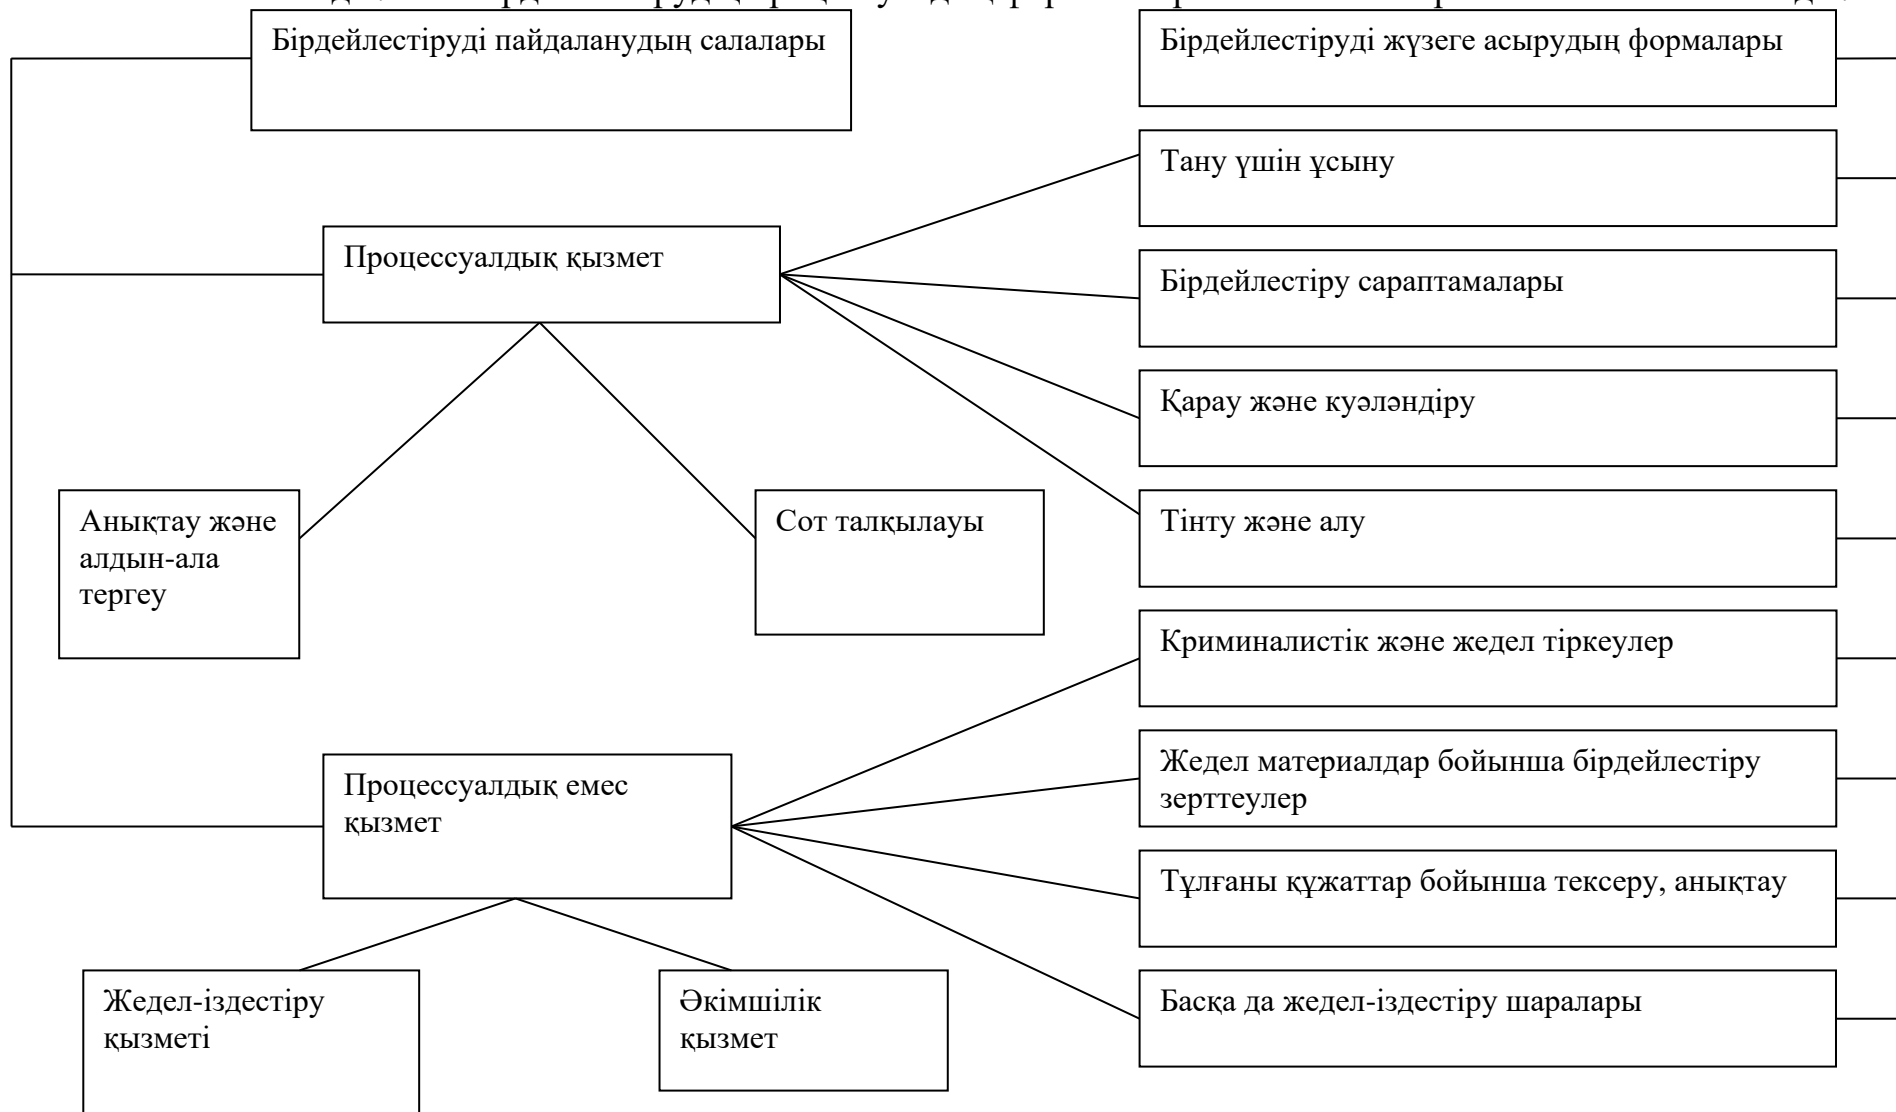 Бірдейлестіруді пайдаланудың салалары
Бірдейлестіруді жүзеге асырудың формалары
Тану үшін ұсыну
Процессуалдық қызмет
Бірдейлестіру сараптамалары
Қарау және куәләндіру
Анықтау және
алдын-ала
тергеу
Сот талқылауы
Тінту және алу
Криминалистік және жедел тіркеулер
Процессуалдық емес
қызмет
Жедел материалдар бойынша бірдейлестіру
зерттеулер
Тұлғаны құжаттар бойынша тексеру, анықтау
Жедел-іздестіру
қызметі
Әкімшілік
қызмет
Басқа да жедел-іздестіру шаралары